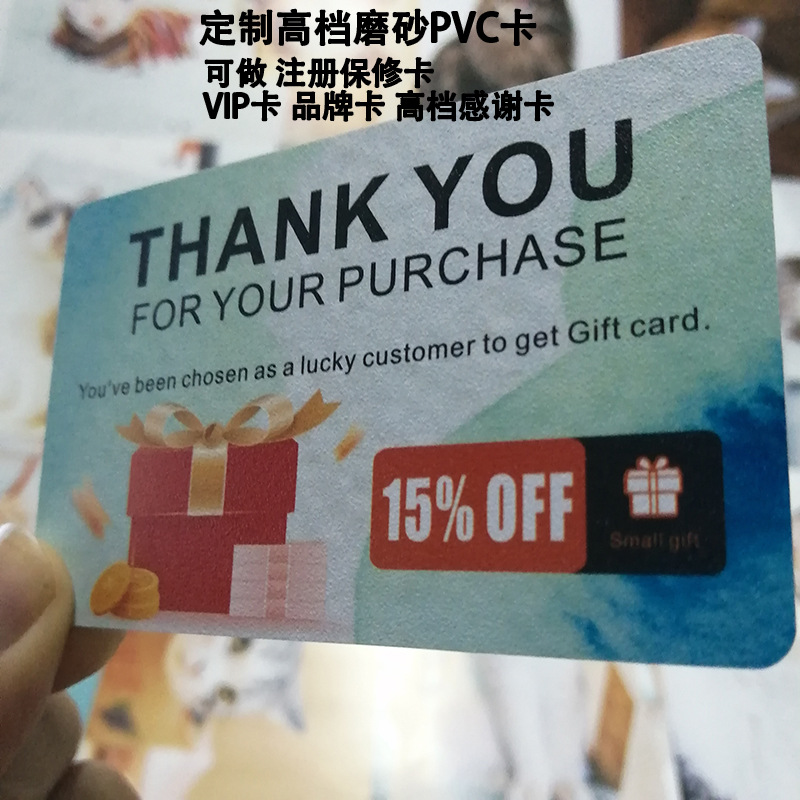 定制高档磨砂PVC卡
可做 注册保修卡
VIP卡 品牌卡 高档感谢卡
THANK YOU
FOR YOUR PURCHASE
You've been chosen as a lucky customer to get Gift card.
15% OFF
Small gift